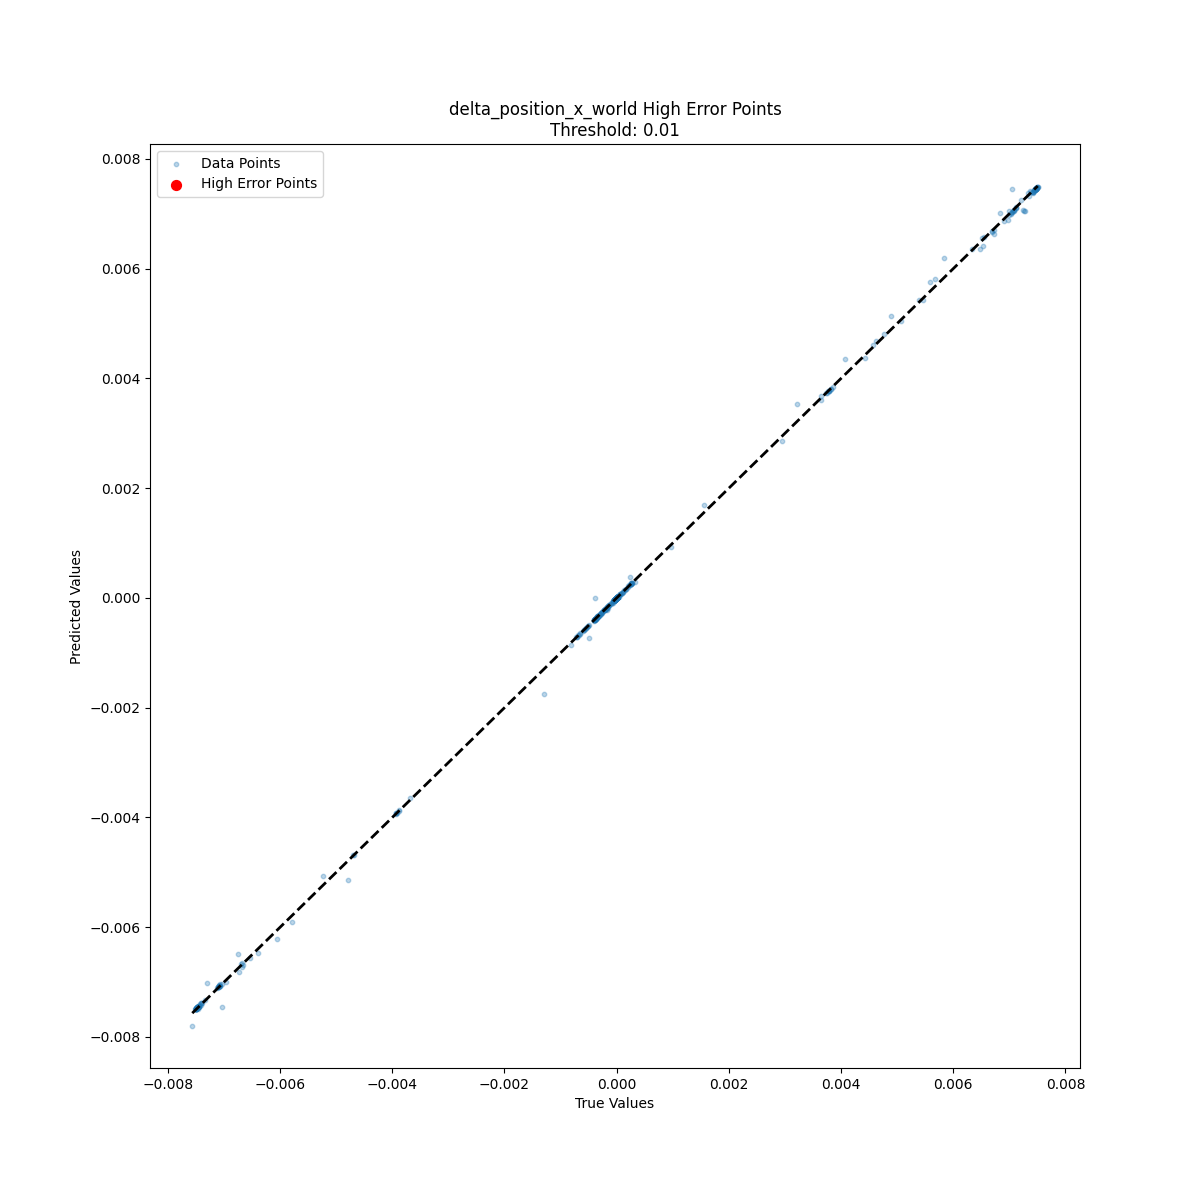 delta_position_x_world High Error Points
Threshold: 0.01
Data Points
High Error Points
0.008
0.006
0.004
0.002
0.000
−0.002
−0.004
−0.006
−0.008
Predicted Values
−0.008 −0.006 −0.004 −0.002 0.000 0.002 0.004 0.006 0.008
True Values